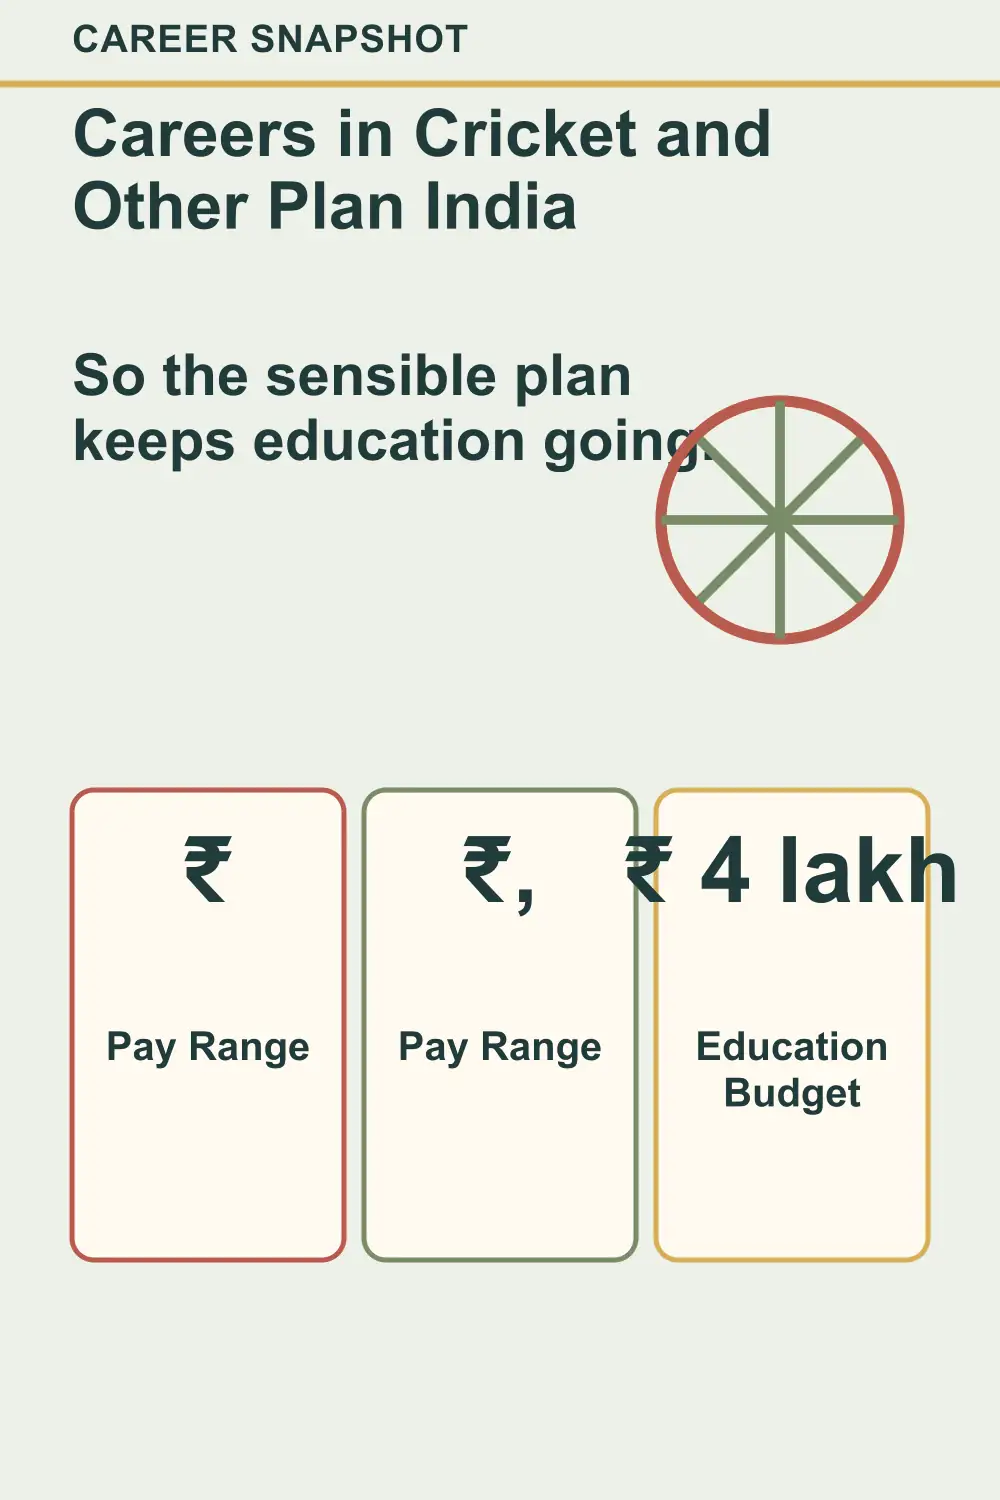 CAREER SNAPSHOT
Careers in Cricket and
Other Plan India
So the sensible plan
keeps education going.
₹
₹,
₹ 4 lakh
Pay Range
Pay Range
Education
Budget